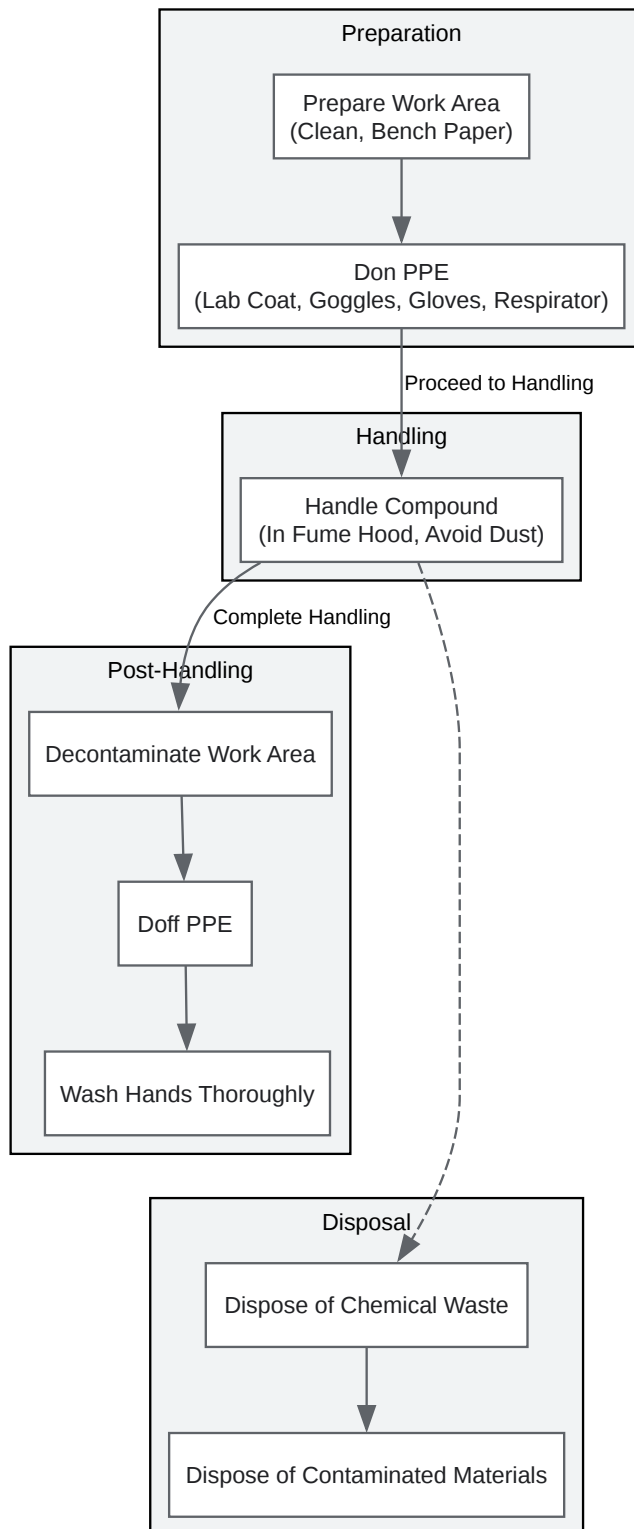 Preparation
Prepare Work Area
(Clean, Bench Paper)
Don PPE
(Lab Coat, Goggles, Gloves, Respirator)
Proceed to Handling
Handling
Handle Compound
(In Fume Hood, Avoid Dust)
Complete Handling
Post-Handling
Decontaminate Work Area
Doff PPE
Wash Hands Thoroughly
Disposal
Dispose of Chemical Waste
Dispose of Contaminated Materials